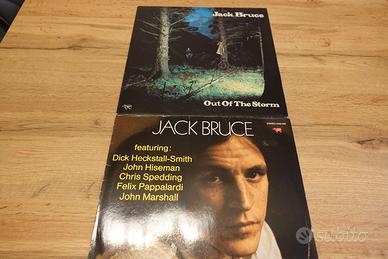 Jack Bruce
Out Of The Storm
JACK BRUCE
featuring:
Dick Heckstall-Smith
John Hiseman
Chris Spedding
Felix Pappalardi
John Marshall
subito